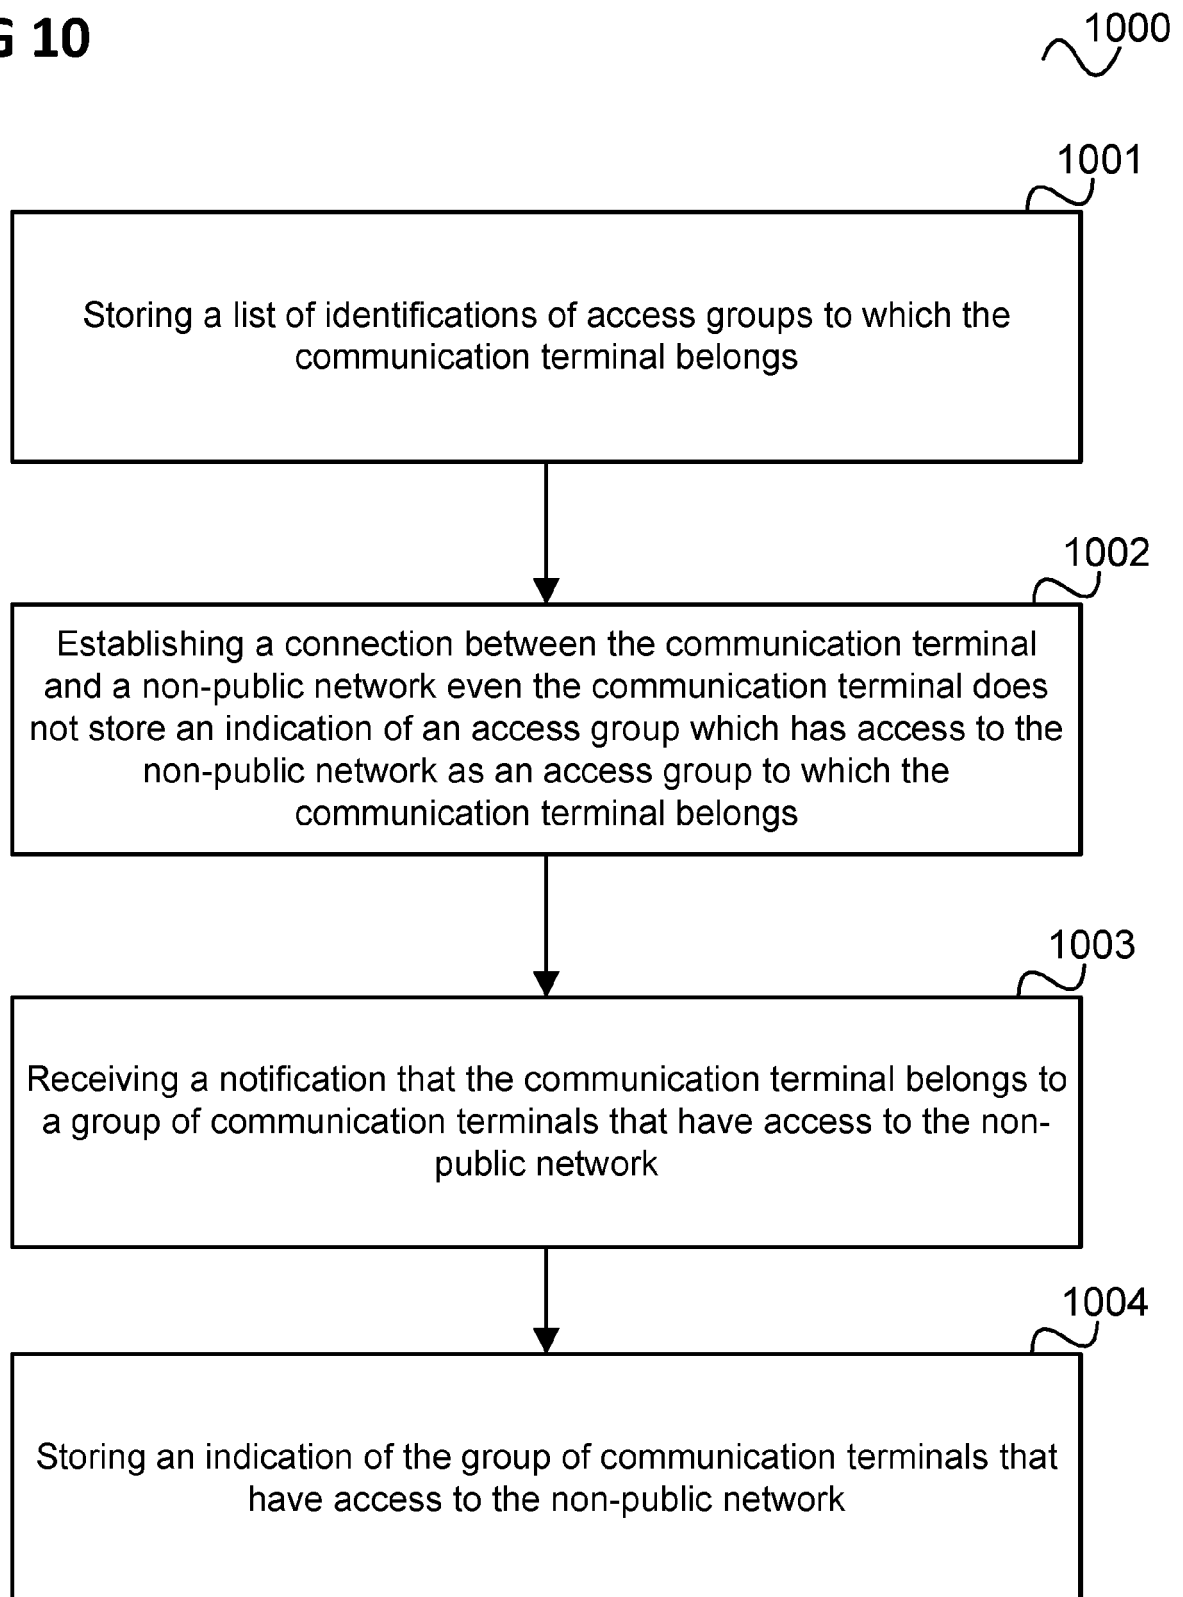 G 10
1000
1001
Storing a list of identifications of access groups to which the
communication terminal belongs
1002
Establishing a connection between the communication terminal
and a non-public network even the communication terminal does
not store an indication of an access group which has access to the
non-public network as an access group to which the
communication terminal belongs
1003
Receiving a notification that the communication terminal belongs to
a group of communication terminals that have access to the non-
public network
1004
Storing an indication of the group of communication terminals that
have access to the non-public network